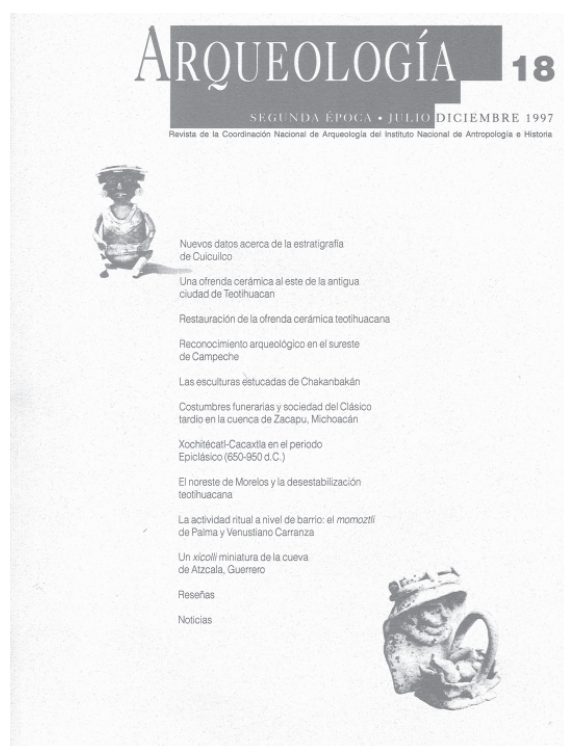 ARQUEOLOGÍA 18
SEGUNDA ÉPOCA • JULIO DICIEMBRE 1997
Revista de la Coordinación Nacional de Arqueología del Instituto Nacional de Antropología e Historia
Nuevos datos acerca de la estratigrafía
de Cuicuilco
Una ofrenda cerámica al este de la antigua
ciudad de Teotihuacan
Restauración de la ofrenda cerámica teotihuacana
Reconocimiento arqueológico en el sureste
de Campeche
Las esculturas estucadas de Chakanbakán
Costumbres funerarias y sociedad del Clásico
tardío en la cuenca de Zacapu, Michoacán
Xochitécatl-Cacaxtla en el periodo
Epiclásico (650-950 d.C.)
El noreste de Morelos y la desestabilización
teotihuacana
La actividad ritual a nivel de barrio: el momoztli
de Palma y Venustiano Carranza
Un xicolli miniatura de la cueva
de Atzcala, Guerrero
Reseñas
Noticias